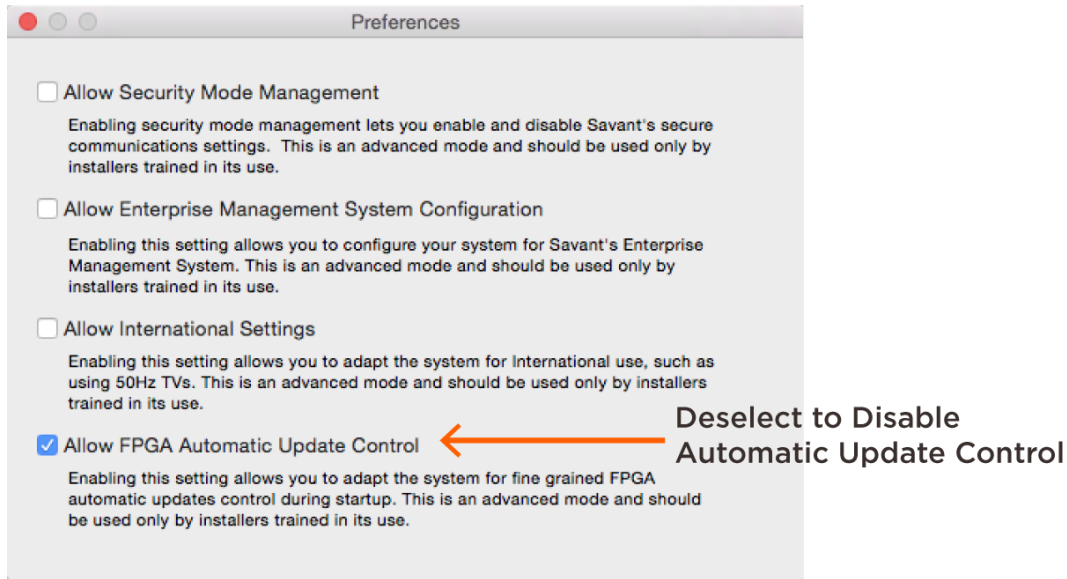 Preferences
Allow Security Mode Management
Enabling security mode management lets you enable and disable Savant's secure
communications settings.  This is an advanced mode and should be used only by
installers trained in its use.
Allow Enterprise Management System Configuration
Enabling this setting allows you to configure your system for Savant's Enterprise
Management System. This is an advanced mode and should be used only by
installers trained in its use.
Allow International Settings
Enabling this setting allows you to adapt the system for International use, such as
using 50Hz TVs. This is an advanced mode and should be used only by installers
trained in its use.
Allow FPGA Automatic Update Control
Enabling this setting allows you to adapt the system for fine grained FPGA
automatic updates control during startup. This is an advanced mode and should
be used only by installers trained in its use.
Deselect to Disable
Automatic Update Control